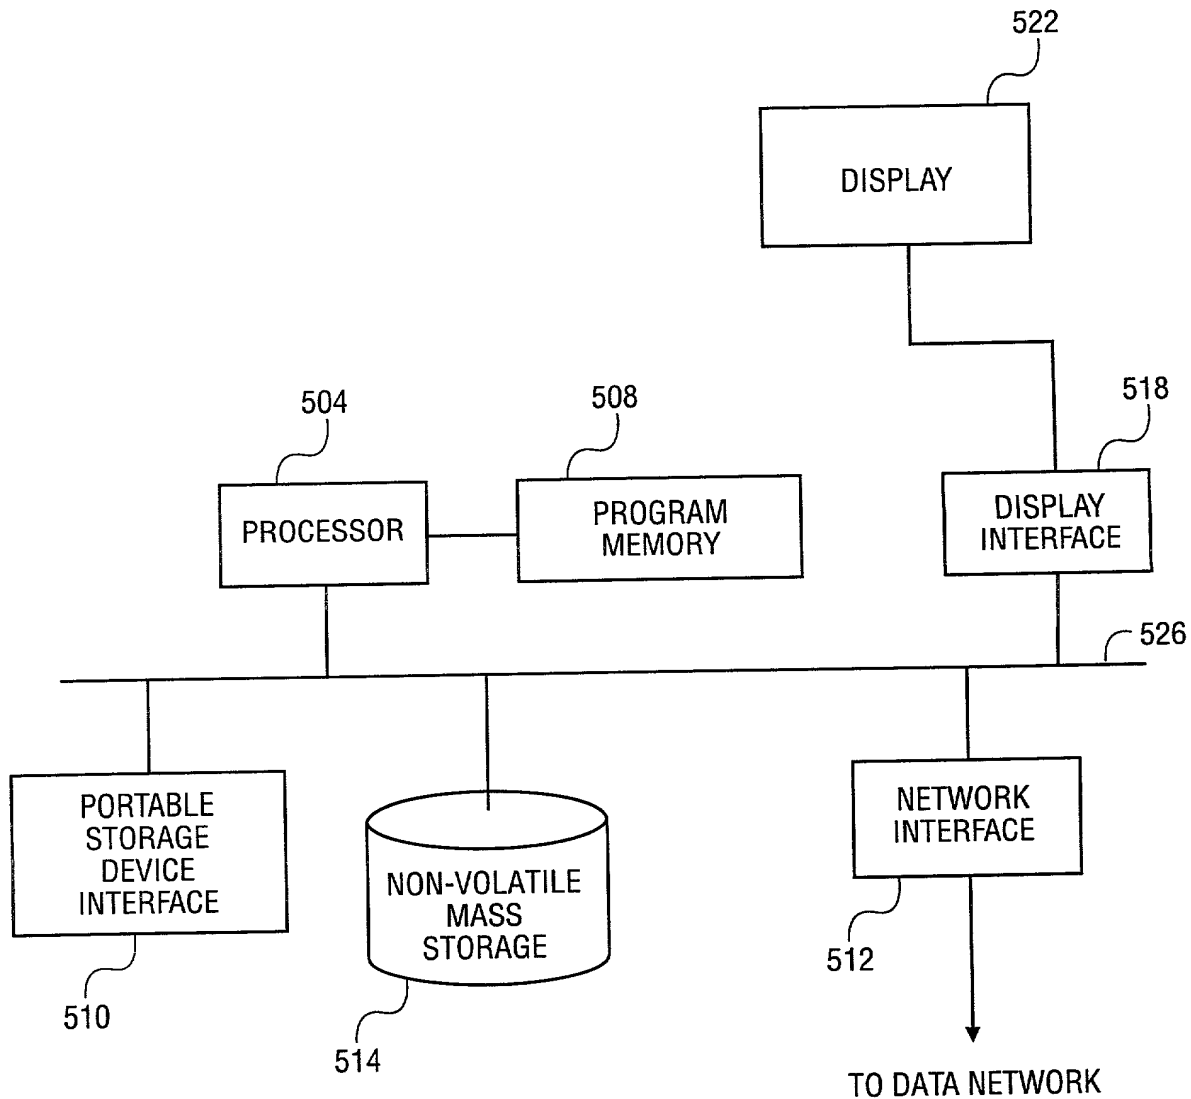 522
DISPLAY
504
508
518
PROCESSOR
PROGRAM
MEMORY
DISPLAY
INTERFACE
526
PORTABLE
STORAGE
DEVICE
INTERFACE
NON-VOLATILE
MASS
STORAGE
NETWORK
INTERFACE
510
514
512
TO DATA NETWORK